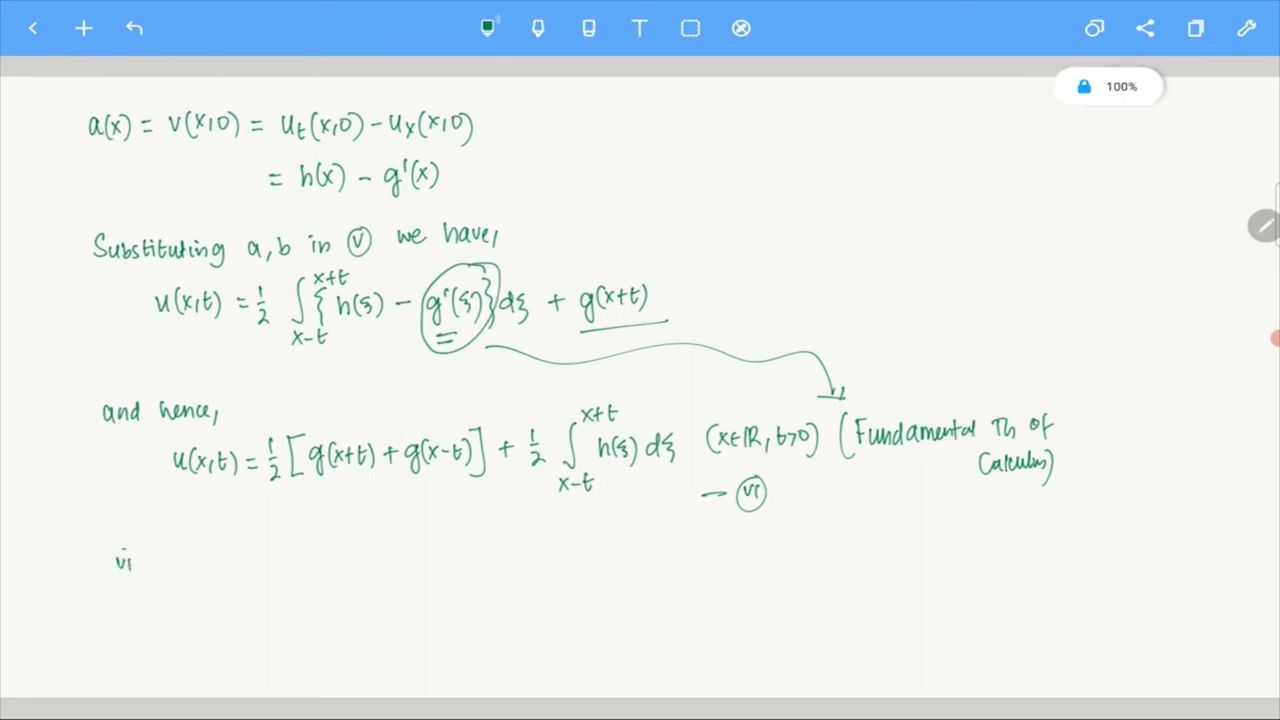 100%
a(x) = v(x,0) = u_t(x,0) - u_x(x,0)
= h(x) - g'(x)
Substituting a, b in (v) we have,
u(x,t) = 1/2 ∫_{x-t}^{x+t} { h(ξ) - g'(ξ) } dξ + g(x+t)
and hence,
u(x,t) = 1/2 [ g(x+t) + g(x-t) ] + 1/2 ∫_{x-t}^{x+t} h(ξ) dξ (x∈ℝ, t>0) (Fundamental Th of
Calculus)
— (vi)
vi